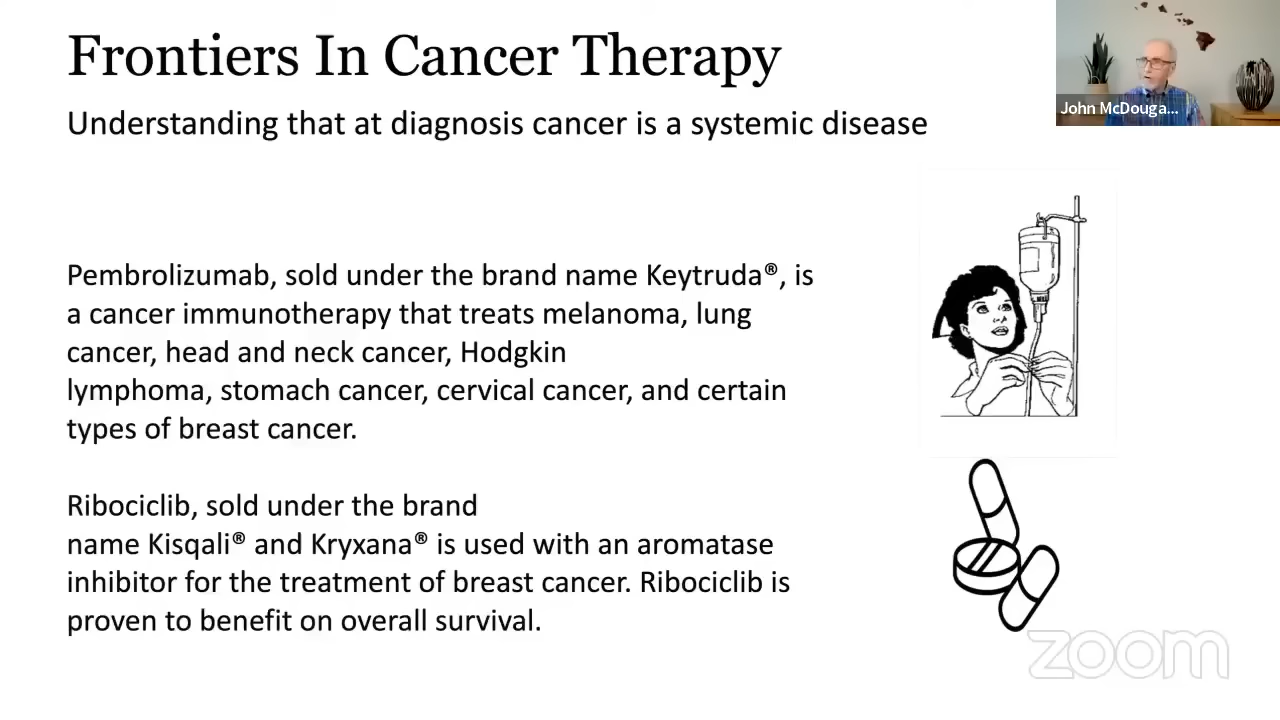 Frontiers In Cancer Therapy
John McDouga...
Understanding that at diagnosis cancer is a systemic disease
Pembrolizumab, sold under the brand name Keytruda®, is
a cancer immunotherapy that treats melanoma, lung
cancer, head and neck cancer, Hodgkin
lymphoma, stomach cancer, cervical cancer, and certain
types of breast cancer.
Ribociclib, sold under the brand
name Kisqali® and Kryxana® is used with an aromatase
inhibitor for the treatment of breast cancer. Ribociclib is
proven to benefit on overall survival.
zoom